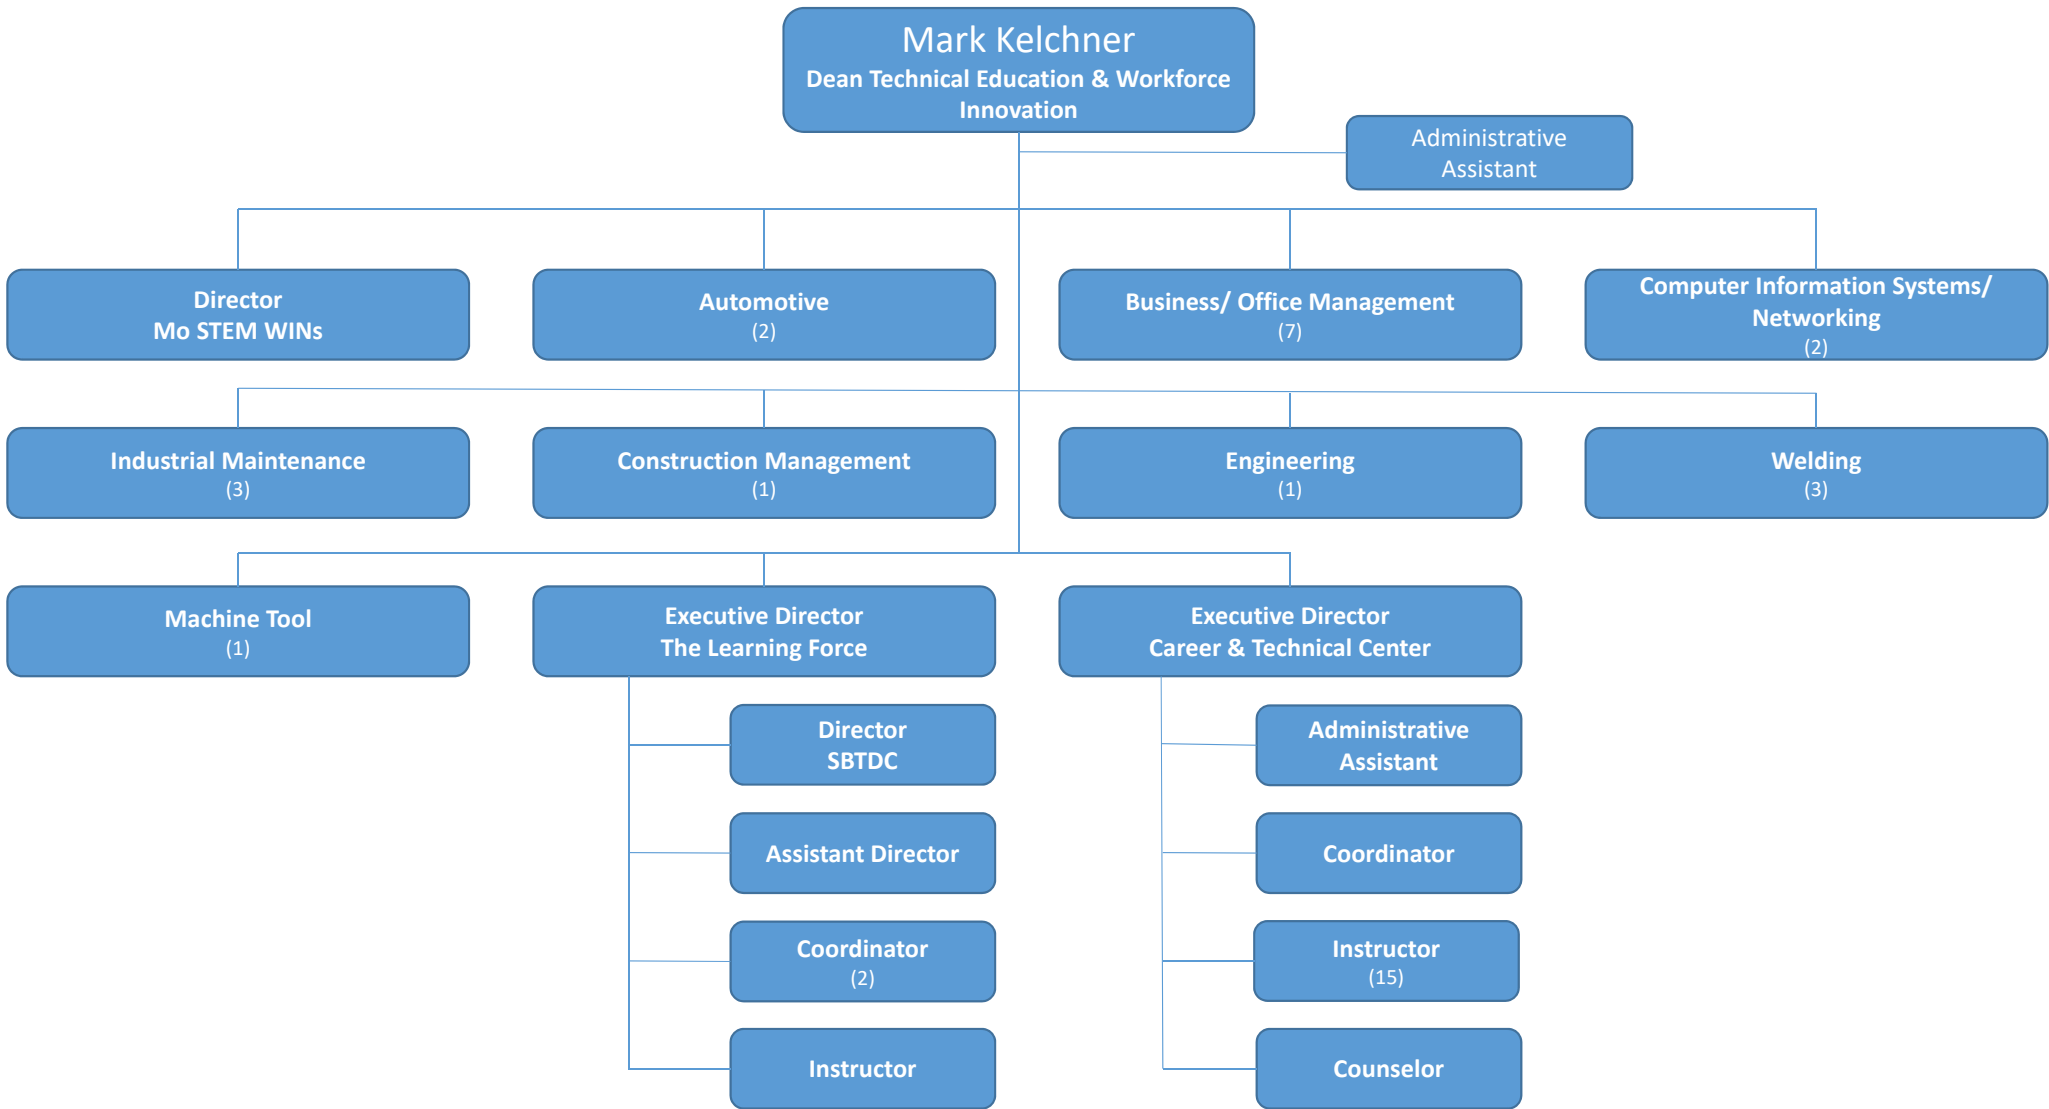 Mark Kelchner
Dean Technical Education & Workforce
Innovation
Administrative
Assistant
Director
Mo STEM WINs
Automotive
(2)
Business/ Office Management
(7)
Computer Information Systems/
Networking
(2)
Industrial Maintenance
(3)
Construction Management
(1)
Engineering
(1)
Welding
(3)
Machine Tool
(1)
Executive Director
The Learning Force
Executive Director
Career & Technical Center
Director
SBTDC
Assistant Director
Coordinator
(2)
Instructor
Administrative
Assistant
Coordinator
Instructor
(15)
Counselor